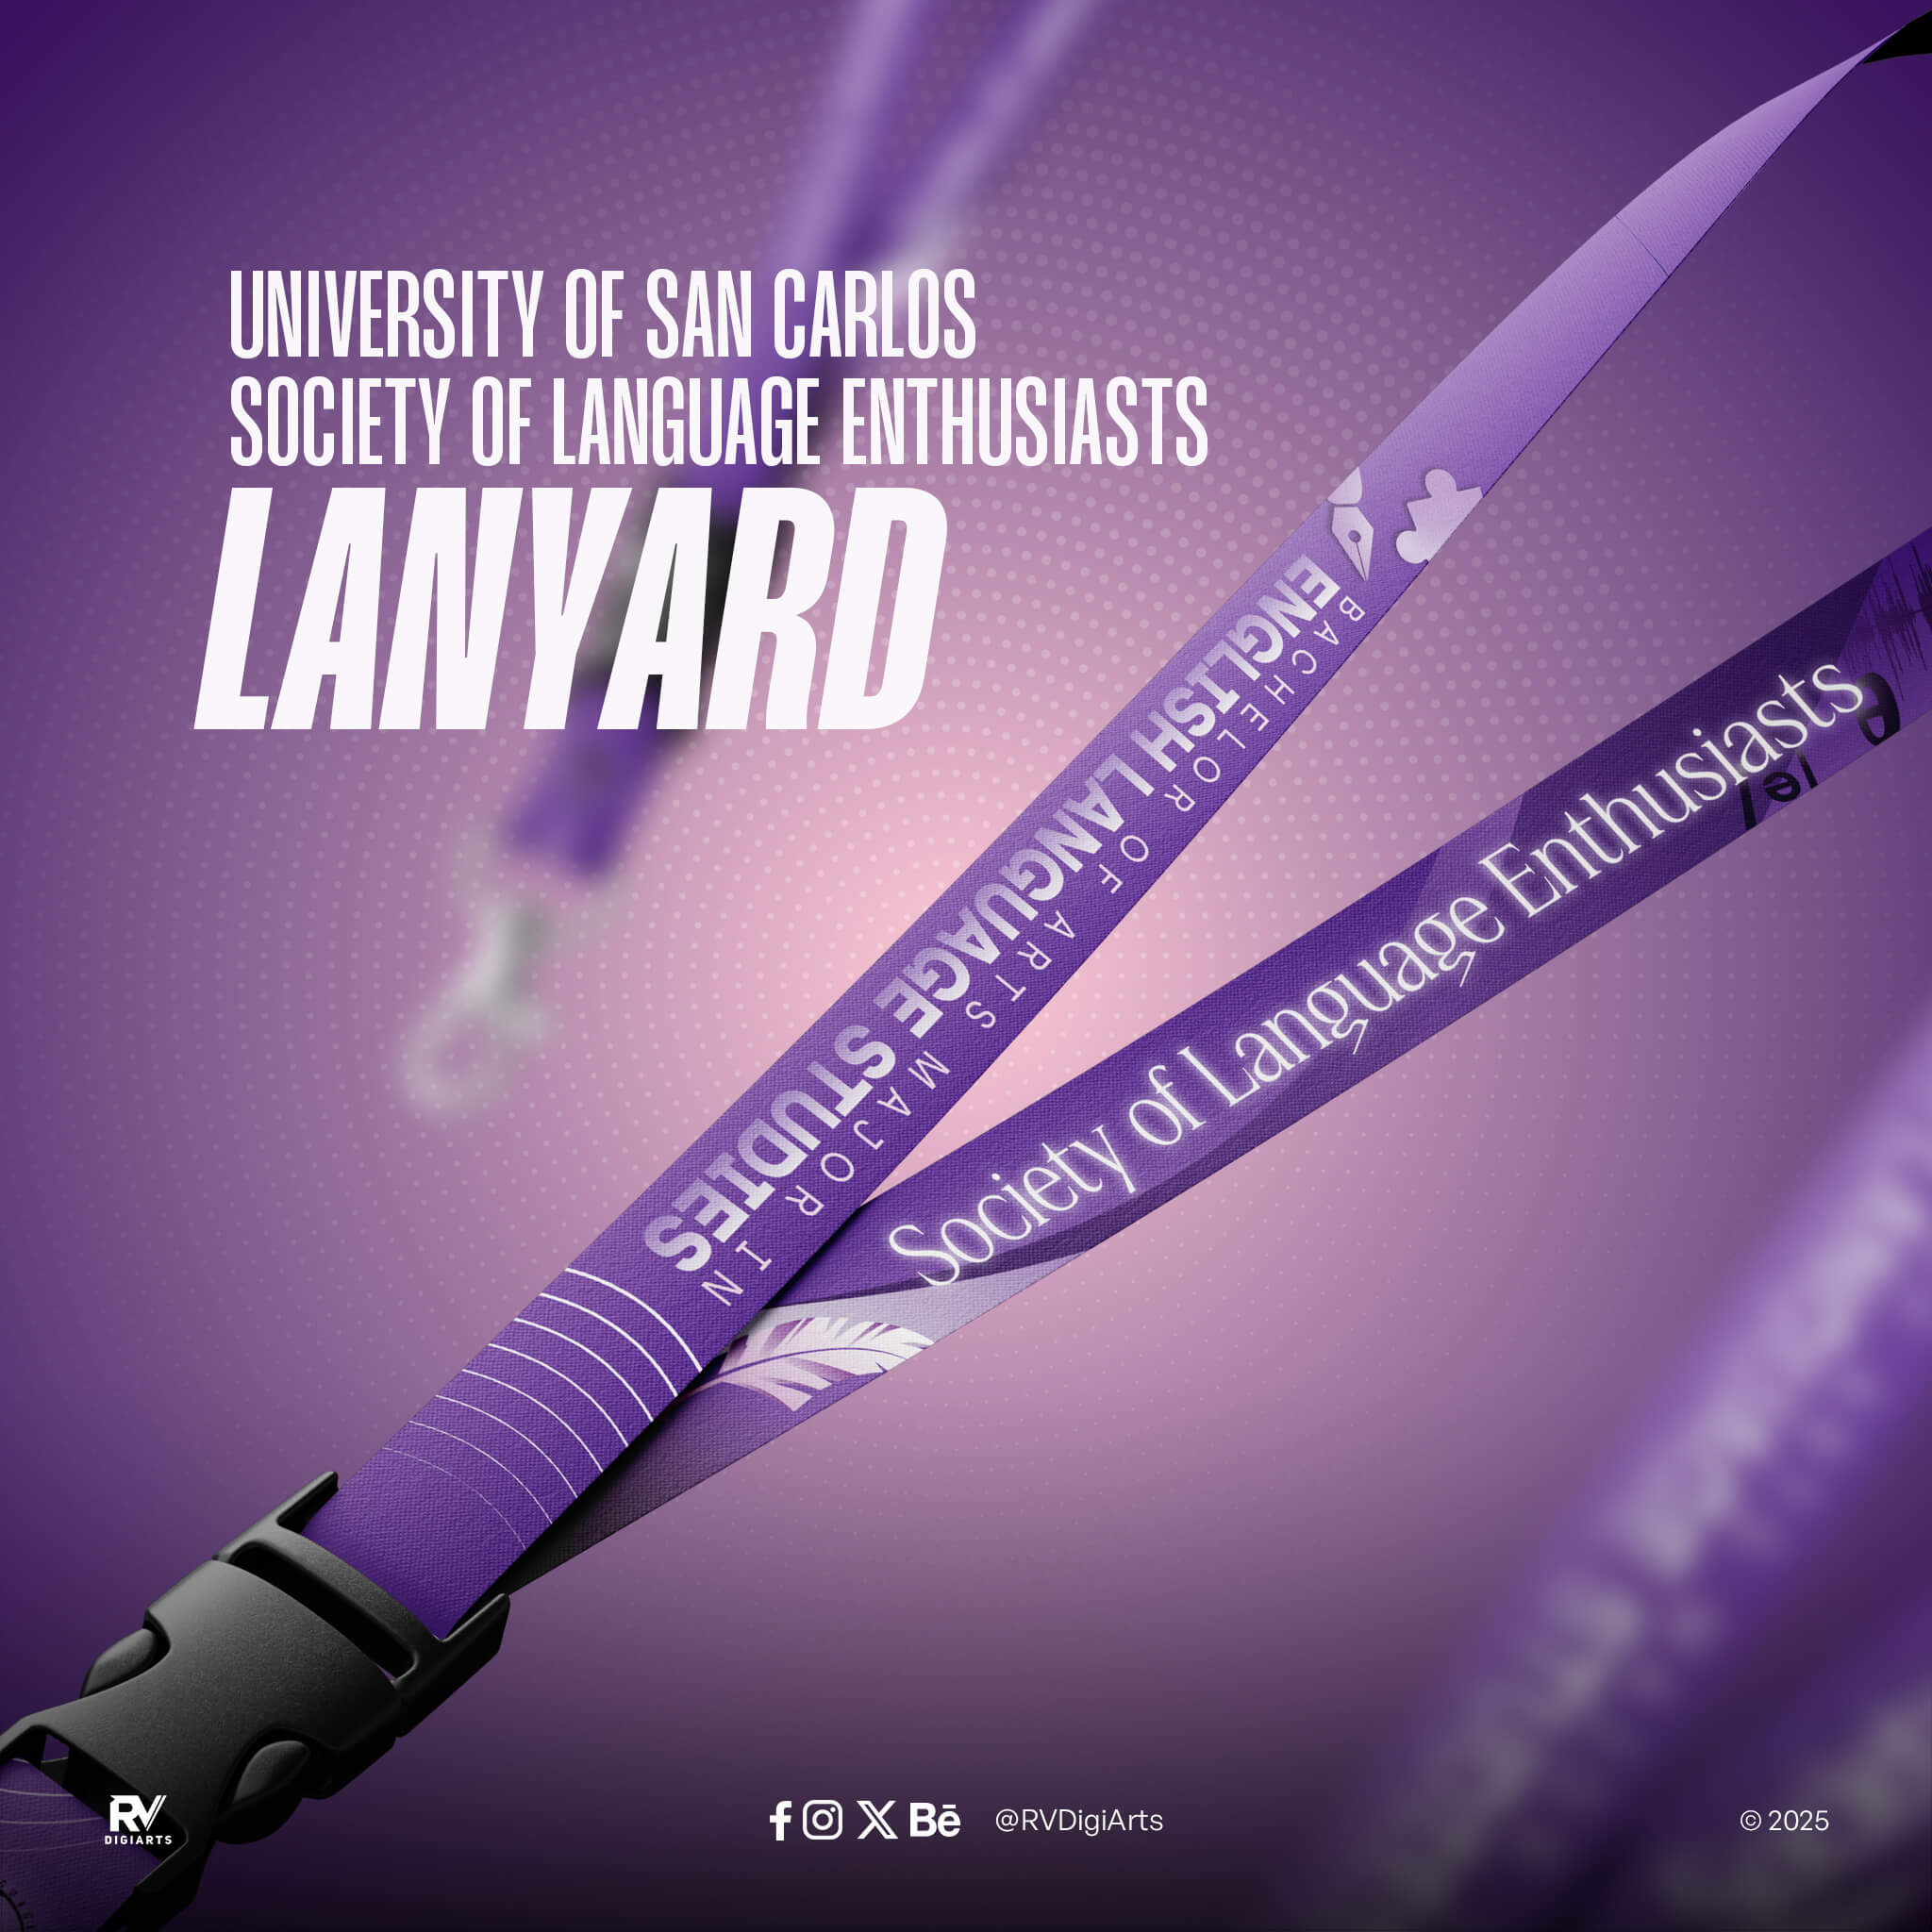 UNIVERSITY OF SAN CARLOS
SOCIETY OF LANGUAGE ENTHUSIASTS
LANYARD
BACHELOR OF ARTS MAJOR IN
ENGLISH LANGUAGE STUDIES
Society of Language Enthusiasts
RV
DIGIARTS
f X Bē @RVDigiArts
© 2025